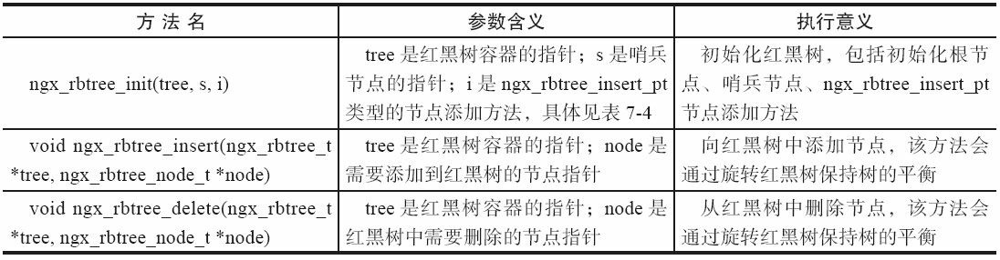 方 法 名
参数含义
执行意义
ngx_rbtree_init(tree, s, i)
tree 是红黑树容器的指针；s 是哨兵
节点的指针；i 是 ngx_rbtree_insert_pt
类型的节点添加方法，具体见表 7-4
初始化红黑树，包括初始化根节
点、哨兵节点、ngx_rbtree_insert_pt
节点添加方法
void ngx_rbtree_insert(ngx_rbtree_t
*tree, ngx_rbtree_node_t *node)
tree 是红黑树容器的指针；node 是
需要添加到红黑树的节点指针
向红黑树中添加节点，该方法会
通过旋转红黑树保持树的平衡
void ngx_rbtree_delete(ngx_rbtree_t
*tree, ngx_rbtree_node_t *node)
tree 是红黑树容器的指针；node 是
红黑树中需要删除的节点指针
从红黑树中删除节点，该方法会
通过旋转红黑树保持树的平衡